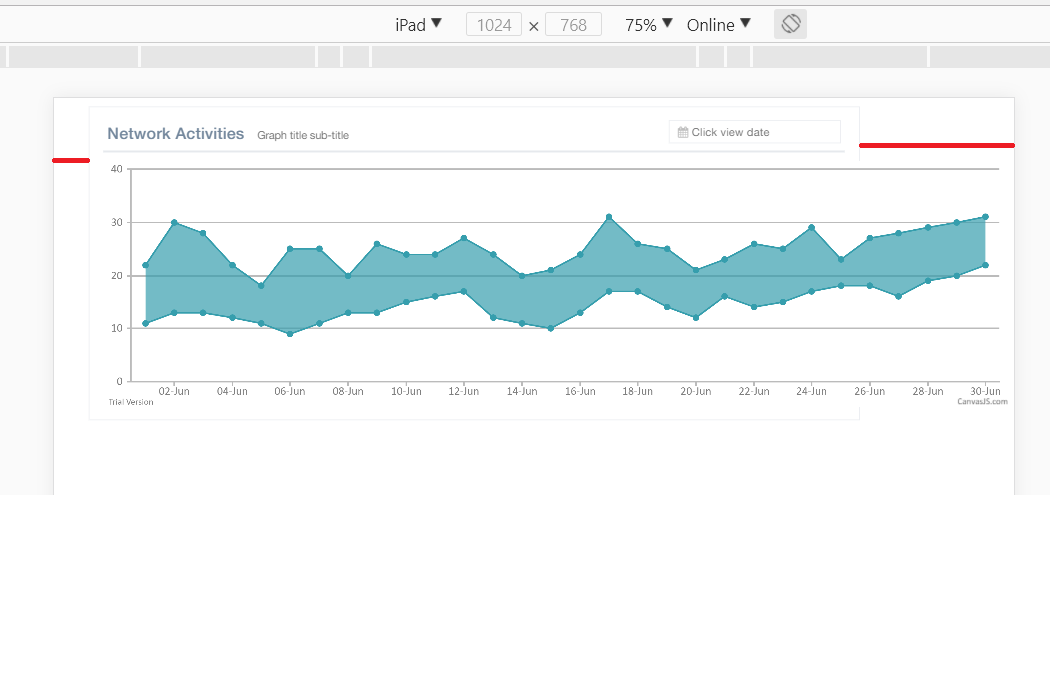 iPad ▼ 1024 × 768 75% ▼ Online ▼
Network Activities Graph title sub-title Click view date
40
30
20
10
0
02-Jun 04-Jun 06-Jun 08-Jun 10-Jun 12-Jun 14-Jun 16-Jun 18-Jun 20-Jun 22-Jun 24-Jun 26-Jun 28-Jun 30-Jun
Trial Version CanvasJS.com